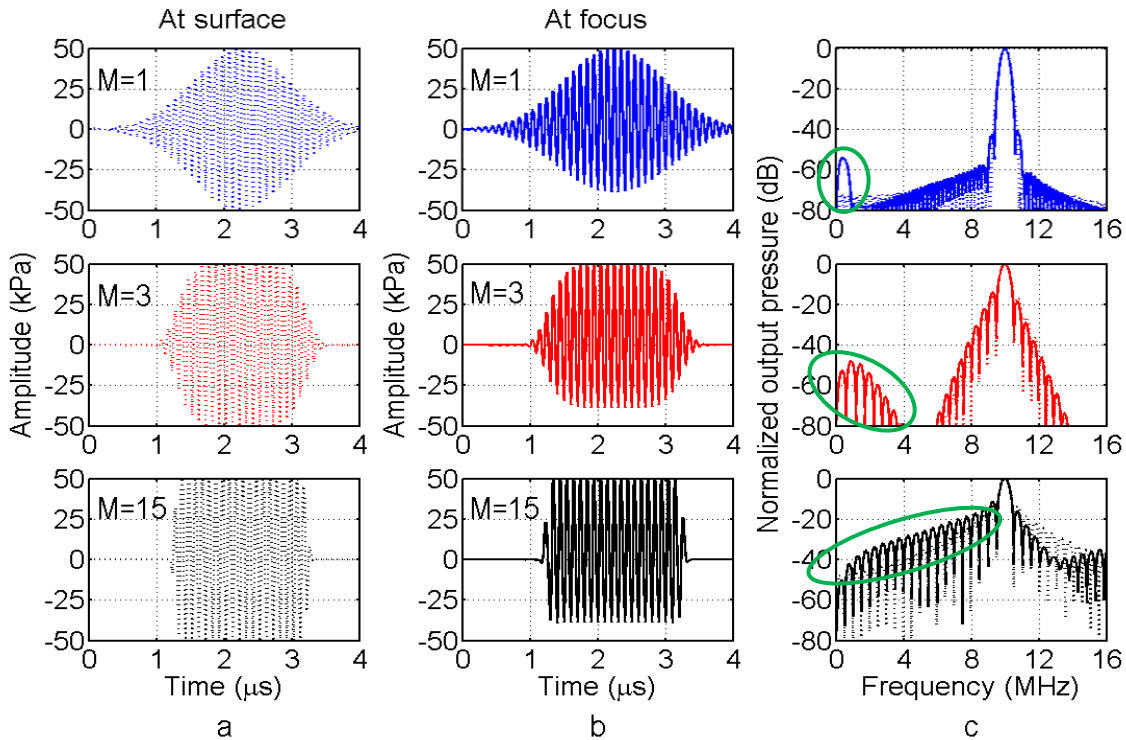 At surface
At focus
50
25
0
-25
-50
M=1
0 1 2 3 4
50
25
0
-25
-50
M=1
0 1 2 3 4
0
-20
-40
-60
-80
0 4 8 12 16
50
25
0
-25
-50
M=3
0 1 2 3 4
50
25
0
-25
-50
M=3
0 1 2 3 4
0
-20
-40
-60
-80
0 4 8 12 16
50
25
0
-25
-50
M=15
0 1 2 3 4
50
25
0
-25
-50
M=15
0 1 2 3 4
0
-20
-40
-60
-80
0 4 8 12 16
Amplitude (kPa)
Amplitude (kPa)
Normalized output pressure (dB)
Time (μs)
Time (μs)
Frequency (MHz)
a
b
c